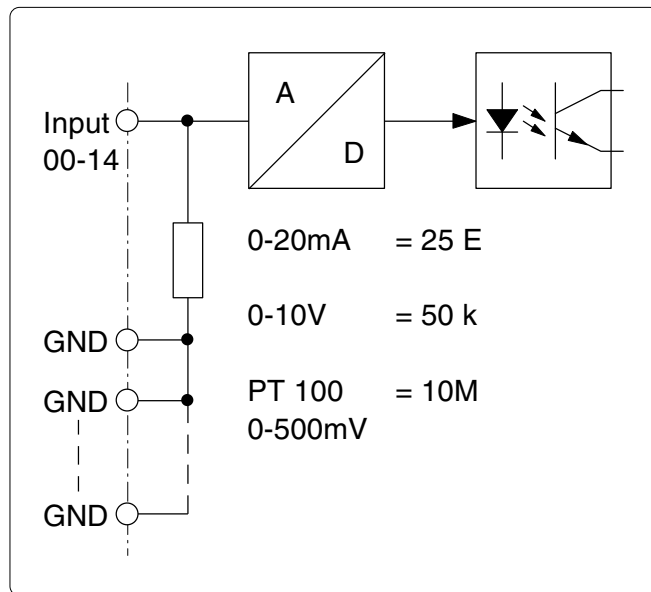 A
D
Input
00-14
0-20mA = 25 E
0-10V = 50 k
GND
PT 100 = 10M
GND
0-500mV
GND